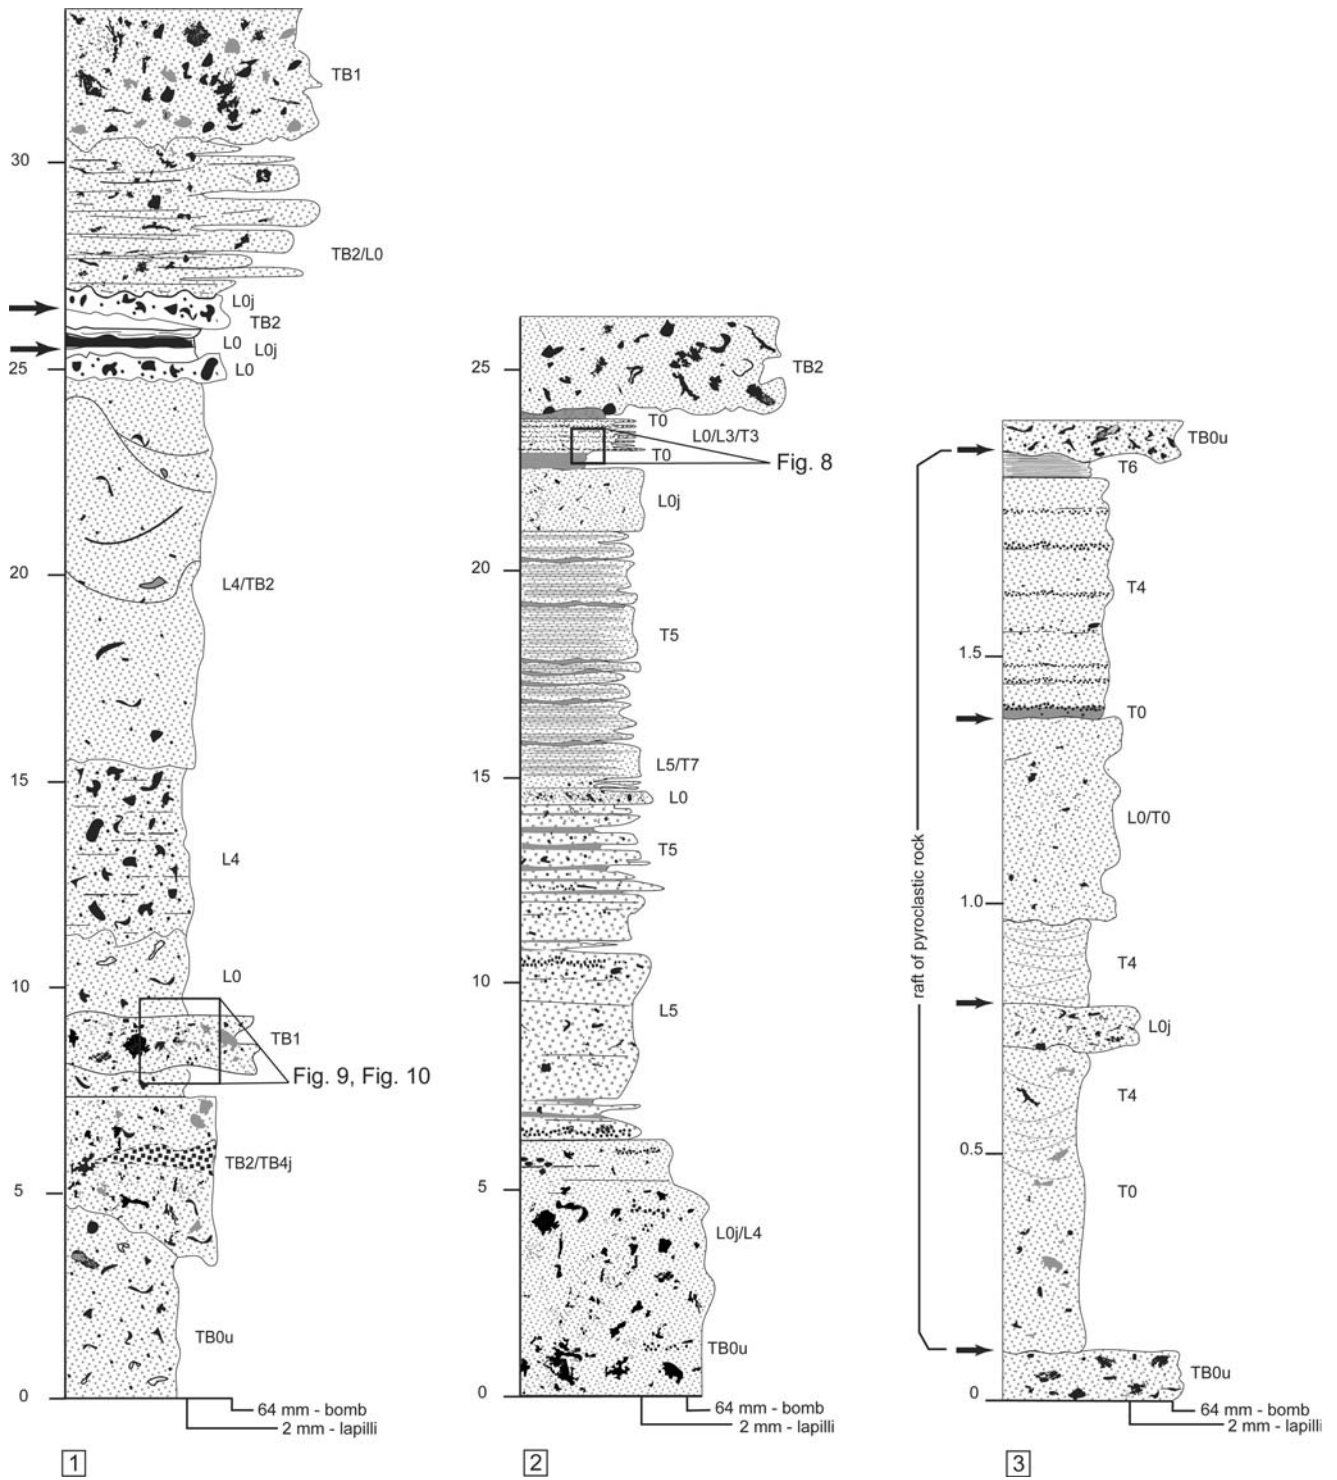 TB1
30
TB2/L0
L0j
TB2
L0
L0j
25
L0
20
L4/TB2
15
L4
L0
10
TB1
Fig. 9, Fig. 10
TB2/TB4j
5
TB0u
0
64 mm - bomb
2 mm - lapilli
1
25
TB2
T0
L0/L3/T3
T0
Fig. 8
L0j
20
T5
L5/T7
15
L0
T5
10
L5
5
L0j/L4
TB0u
0
64 mm - bomb
2 mm - lapilli
2
TB0u
T6
T4
1.5
T0
L0/T0
raft of pyroclastic rock
1.0
T4
L0j
T4
0.5
T0
TB0u
0
64 mm - bomb
2 mm - lapilli
3